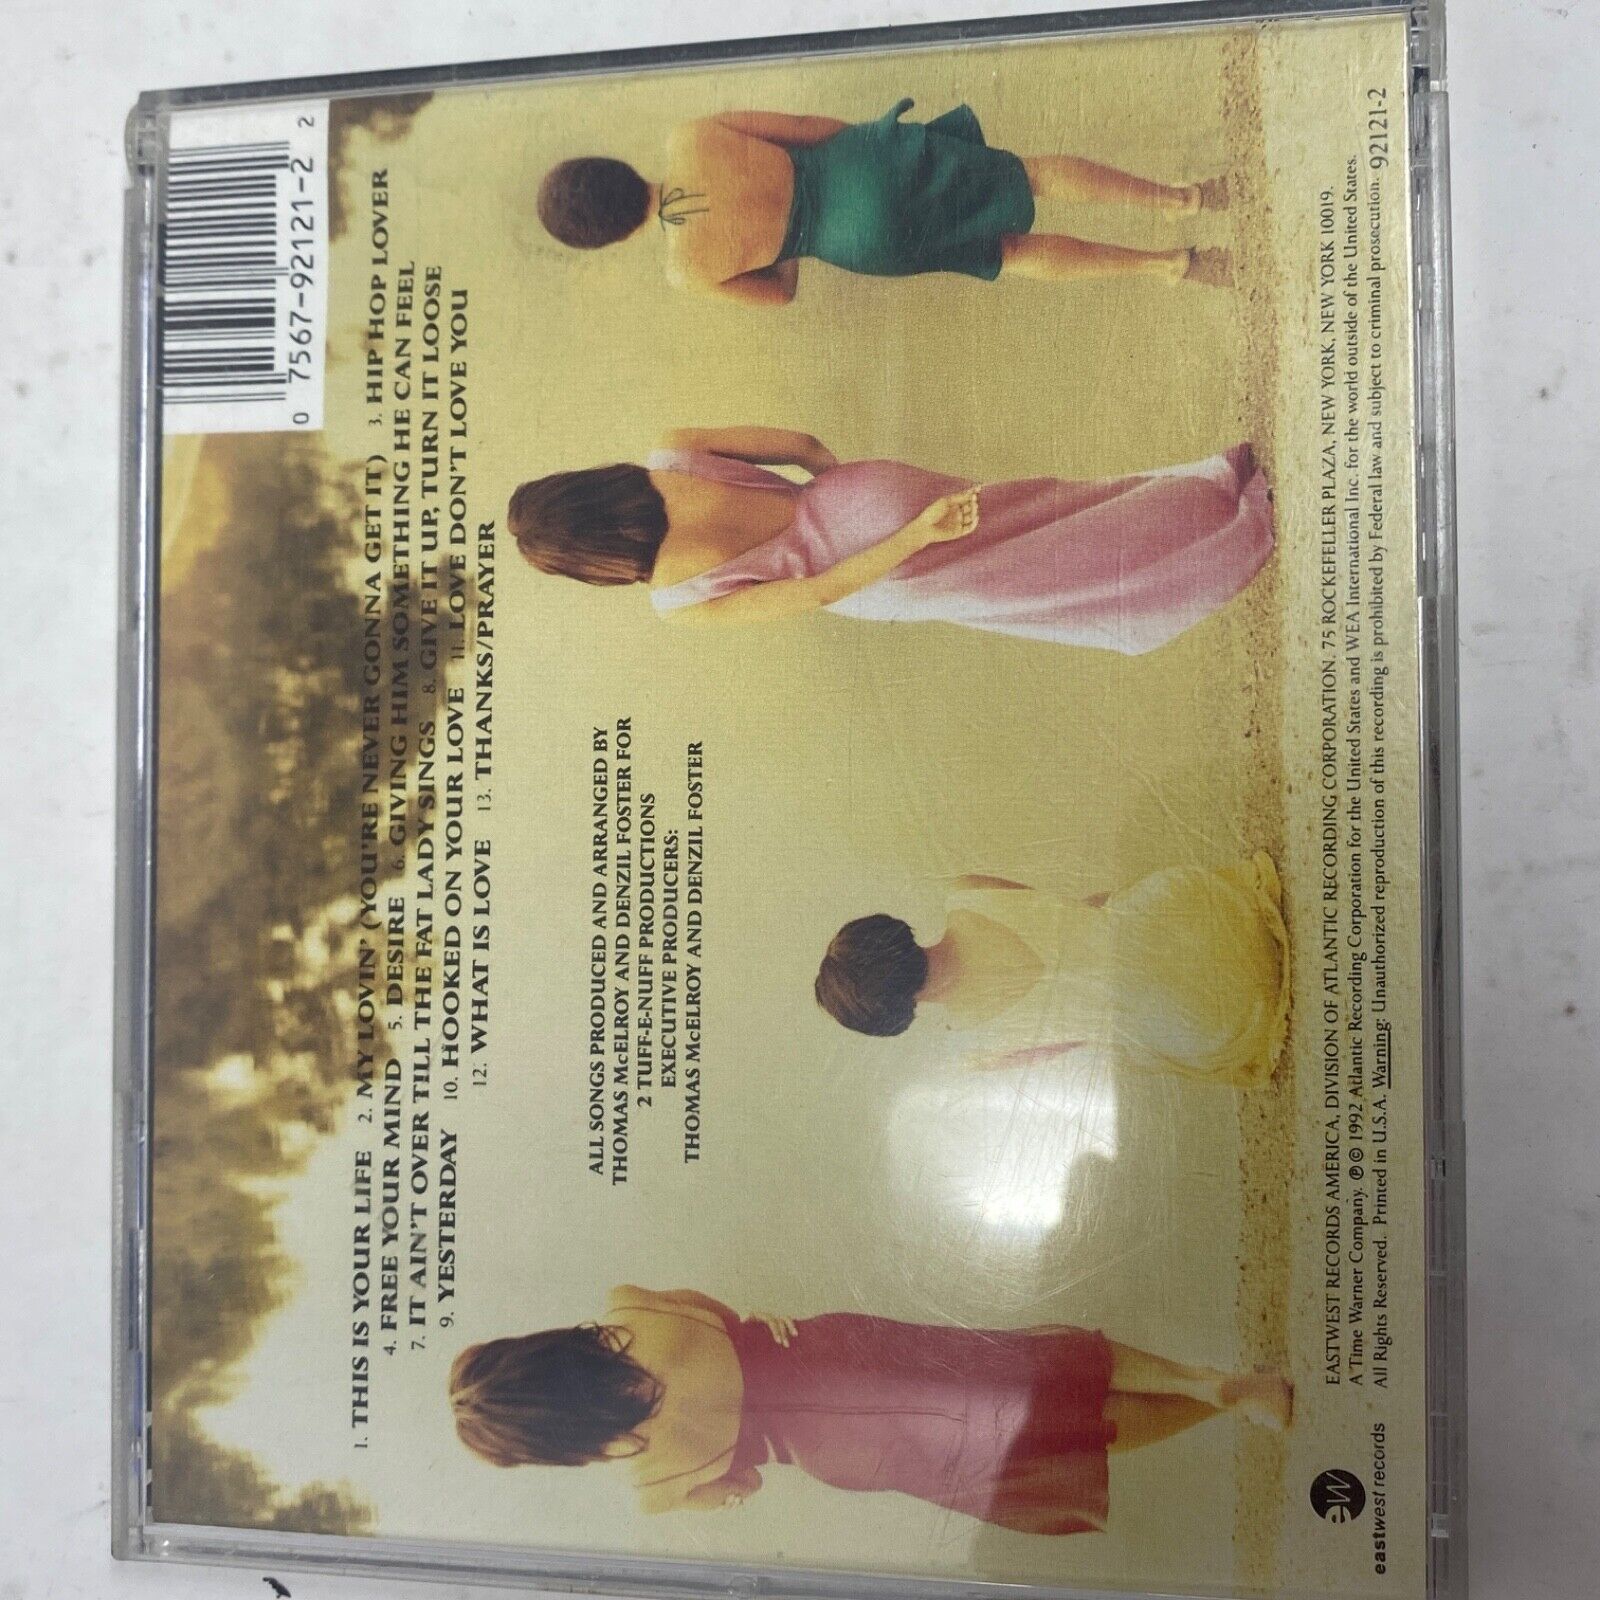 0 7567-92121-2 2
1. THIS IS YOUR LIFE 2. MY LOVIN' (YOU'RE NEVER GONNA GET IT) 3. HIP HOP LOVER
4. FREE YOUR MIND 5. DESIRE 6. GIVING HIM SOMETHING HE CAN FEEL
7. IT AIN'T OVER TILL THE FAT LADY SINGS 8. GIVE IT UP, TURN IT LOOSE
9. YESTERDAY 10. HOOKED ON YOUR LOVE 11. LOVE DON'T LOVE YOU
12. WHAT IS LOVE 13. THANKS/PRAYER
ALL SONGS PRODUCED AND ARRANGED BY
THOMAS McELROY AND DENZIL FOSTER FOR
2 TUFF-E-NUFF PRODUCTIONS
EXECUTIVE PRODUCERS:
THOMAS McELROY AND DENZIL FOSTER
ew
eastwest records
EASTWEST RECORDS AMERICA, DIVISION OF ATLANTIC RECORDING CORPORATION. 75 ROCKEFELLER PLAZA, NEW YORK, NEW YORK 10019.
A Time Warner Company. ℗© 1992 Atlantic Recording Corporation for the United States and WEA International Inc. for the world outside of the United States.
All Rights Reserved. Printed in U.S.A. Warning: Unauthorized reproduction of this recording is prohibited by Federal law and subject to criminal prosecution. 92121-2